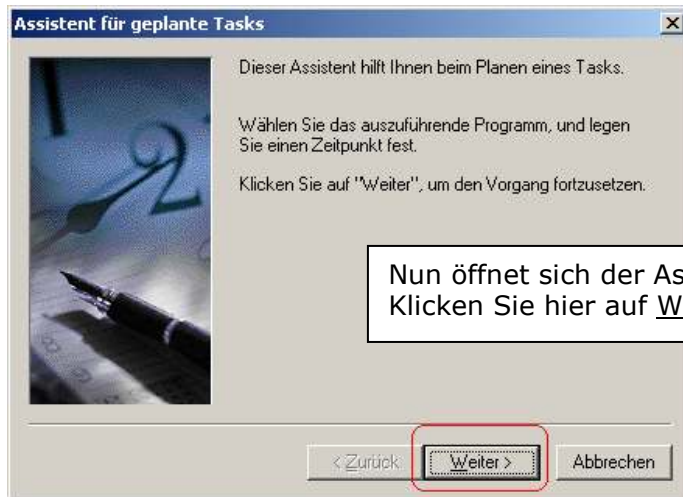 Assistent für geplante Tasks
Dieser Assistent hilft Ihnen beim Planen eines Tasks.
Wählen Sie das auszuführende Programm, und legen
Sie einen Zeitpunkt fest.
Klicken Sie auf "Weiter", um den Vorgang fortzusetzen.
Nun öffnet sich der
Klicken Sie hier auf
< Zurück
Weiter >
Abbrechen